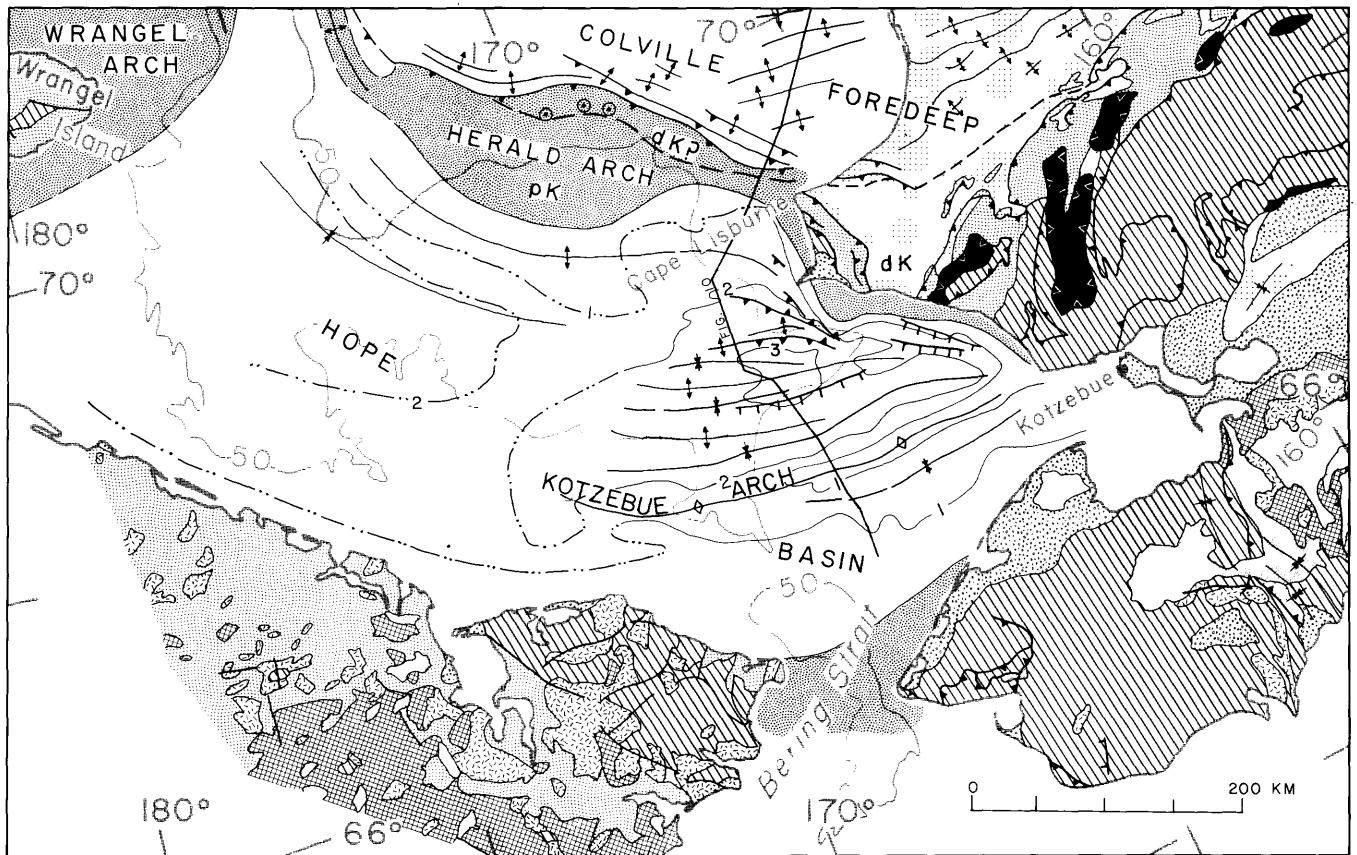 WRANGEL
ARCH
Wrangel
Island
170°
COLVILLE
70°
160°
FOREDEEP
50
HERALD ARCH
pK
dK?
180°
70°
Cape Lisburne
dK
1
2
FIG.
3
HOPE
2
50
Kotzebue
66°
160°
KOTZEBUE
2
ARCH
1
BASIN
50
Bering Strait
0
200 KM
180°
66°
170°